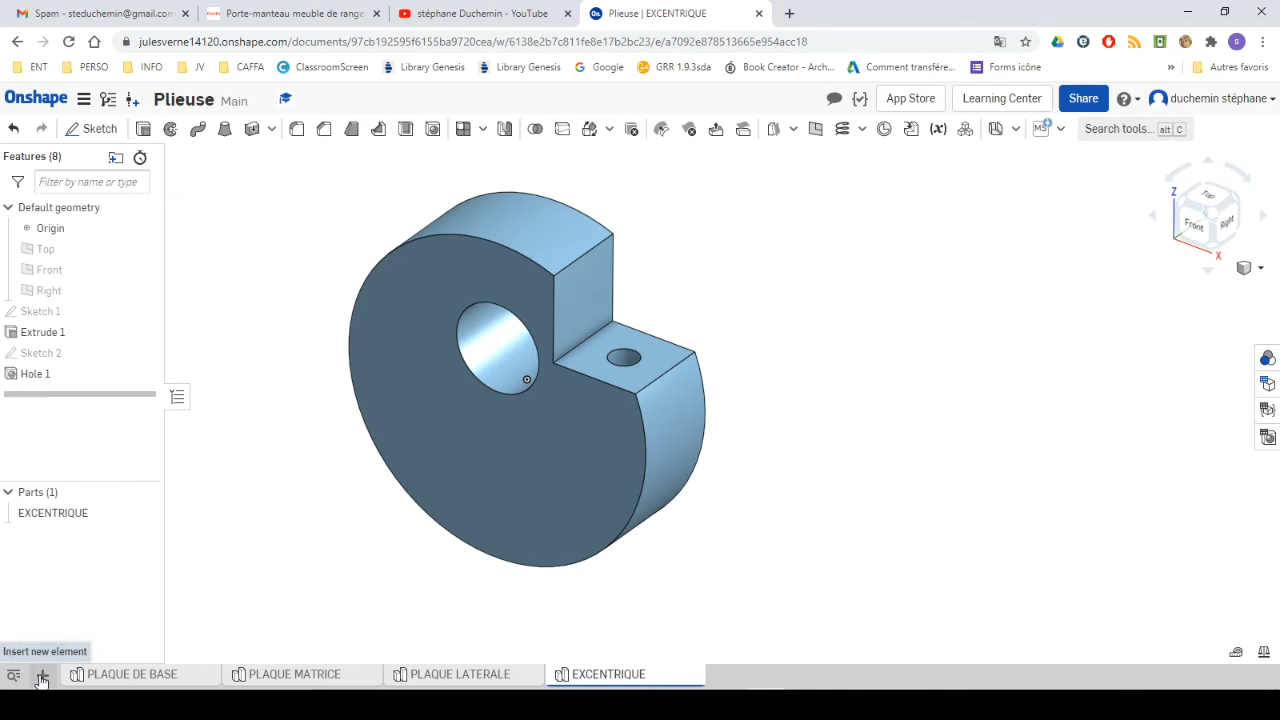 Spam - steduchemin@gmail.com
Porte-manteau meuble de range
stéphane Duchemin - YouTube
Plieuse | EXCENTRIQUE
julesverne14120.onshape.com/documents/97cb192595f6155ba9720cea/w/6138e2b7c811fe8e17b2bc23/e/a7092e878513665e954acc18
ENT PERSO INFO JV CAFFA ClassroomScreen Library Genesis Library Genesis Google GRR 1.9.3sda Book Creator - Arch... Comment transfére... Forms icône » Autres favoris
Onshape Plieuse Main App Store Learning Center Share duchemin stéphane
Sketch Search tools... alt C
Features (8)
Filter by name or type
Default geometry
Origin
Top
Front
Right
Sketch 1
Extrude 1
Sketch 2
Hole 1
Z
Top
Front
Right
X
Parts (1)
EXCENTRIQUE
Insert new element
PLAQUE DE BASE PLAQUE MATRICE PLAQUE LATERALE EXCENTRIQUE